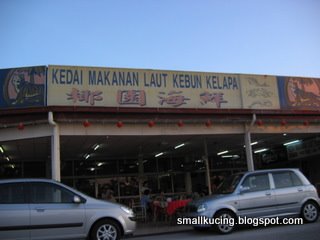 KEDAI MAKANAN LAUT KEBUN KELAPA
椰園海鮮
smallkucing.blogspot.com